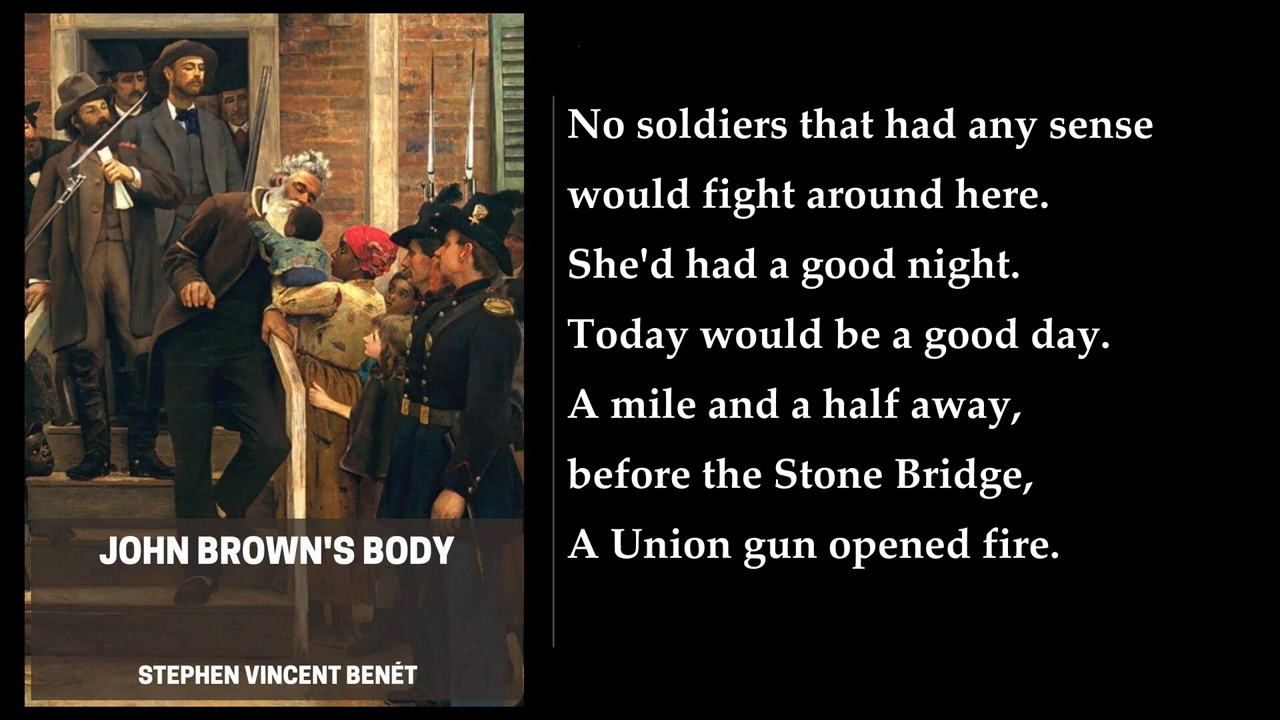 JOHN BROWN'S BODY
STEPHEN VINCENT BENÉT
No soldiers that had any sense
would fight around here.
She'd had a good night.
Today would be a good day.
A mile and a half away,
before the Stone Bridge,
A Union gun opened fire.